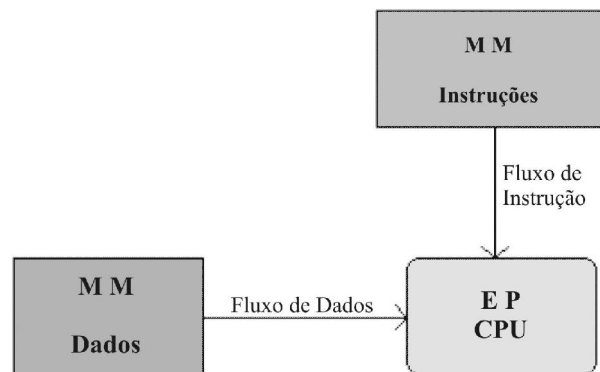 M M
Instruções
Fluxo de
Instrução
M M
Dados
Fluxo de Dados
E P
CPU